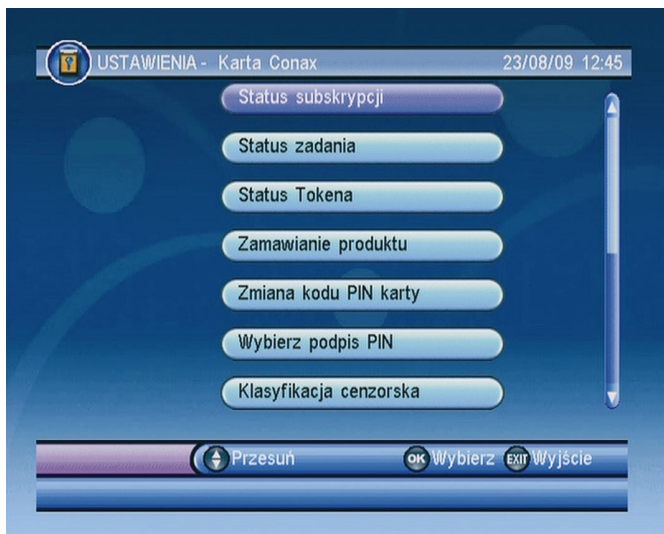 USTAWIENIA - Karta Conax 23/08/09 12:45
Status subskrypcji
Status zadania
Status Tokena
Zamawianie produktu
Zmiana kodu PIN karty
Wybierz podpis PIN
Klasyfikacja cenzorska
Przesuń OK Wybierz EXIT Wyjście